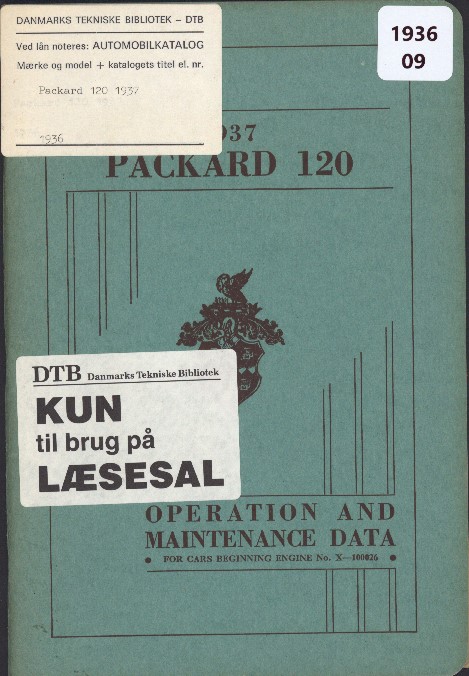 DANMARKS TEKNISKE BIBLIOTEK – DTB
Ved lån noteres: AUTOMOBILKATALOG
Mærke og model + katalogets titel el. nr.
Packard 120 1937
1936
1936
09
937
PACKARD 120
DTB Danmarks Tekniske Bibliotek
KUN
til brug på
LÆSESAL
OPERATION AND
MAINTENANCE DATA
• FOR CARS BEGINNING ENGINE No. X—100026 •